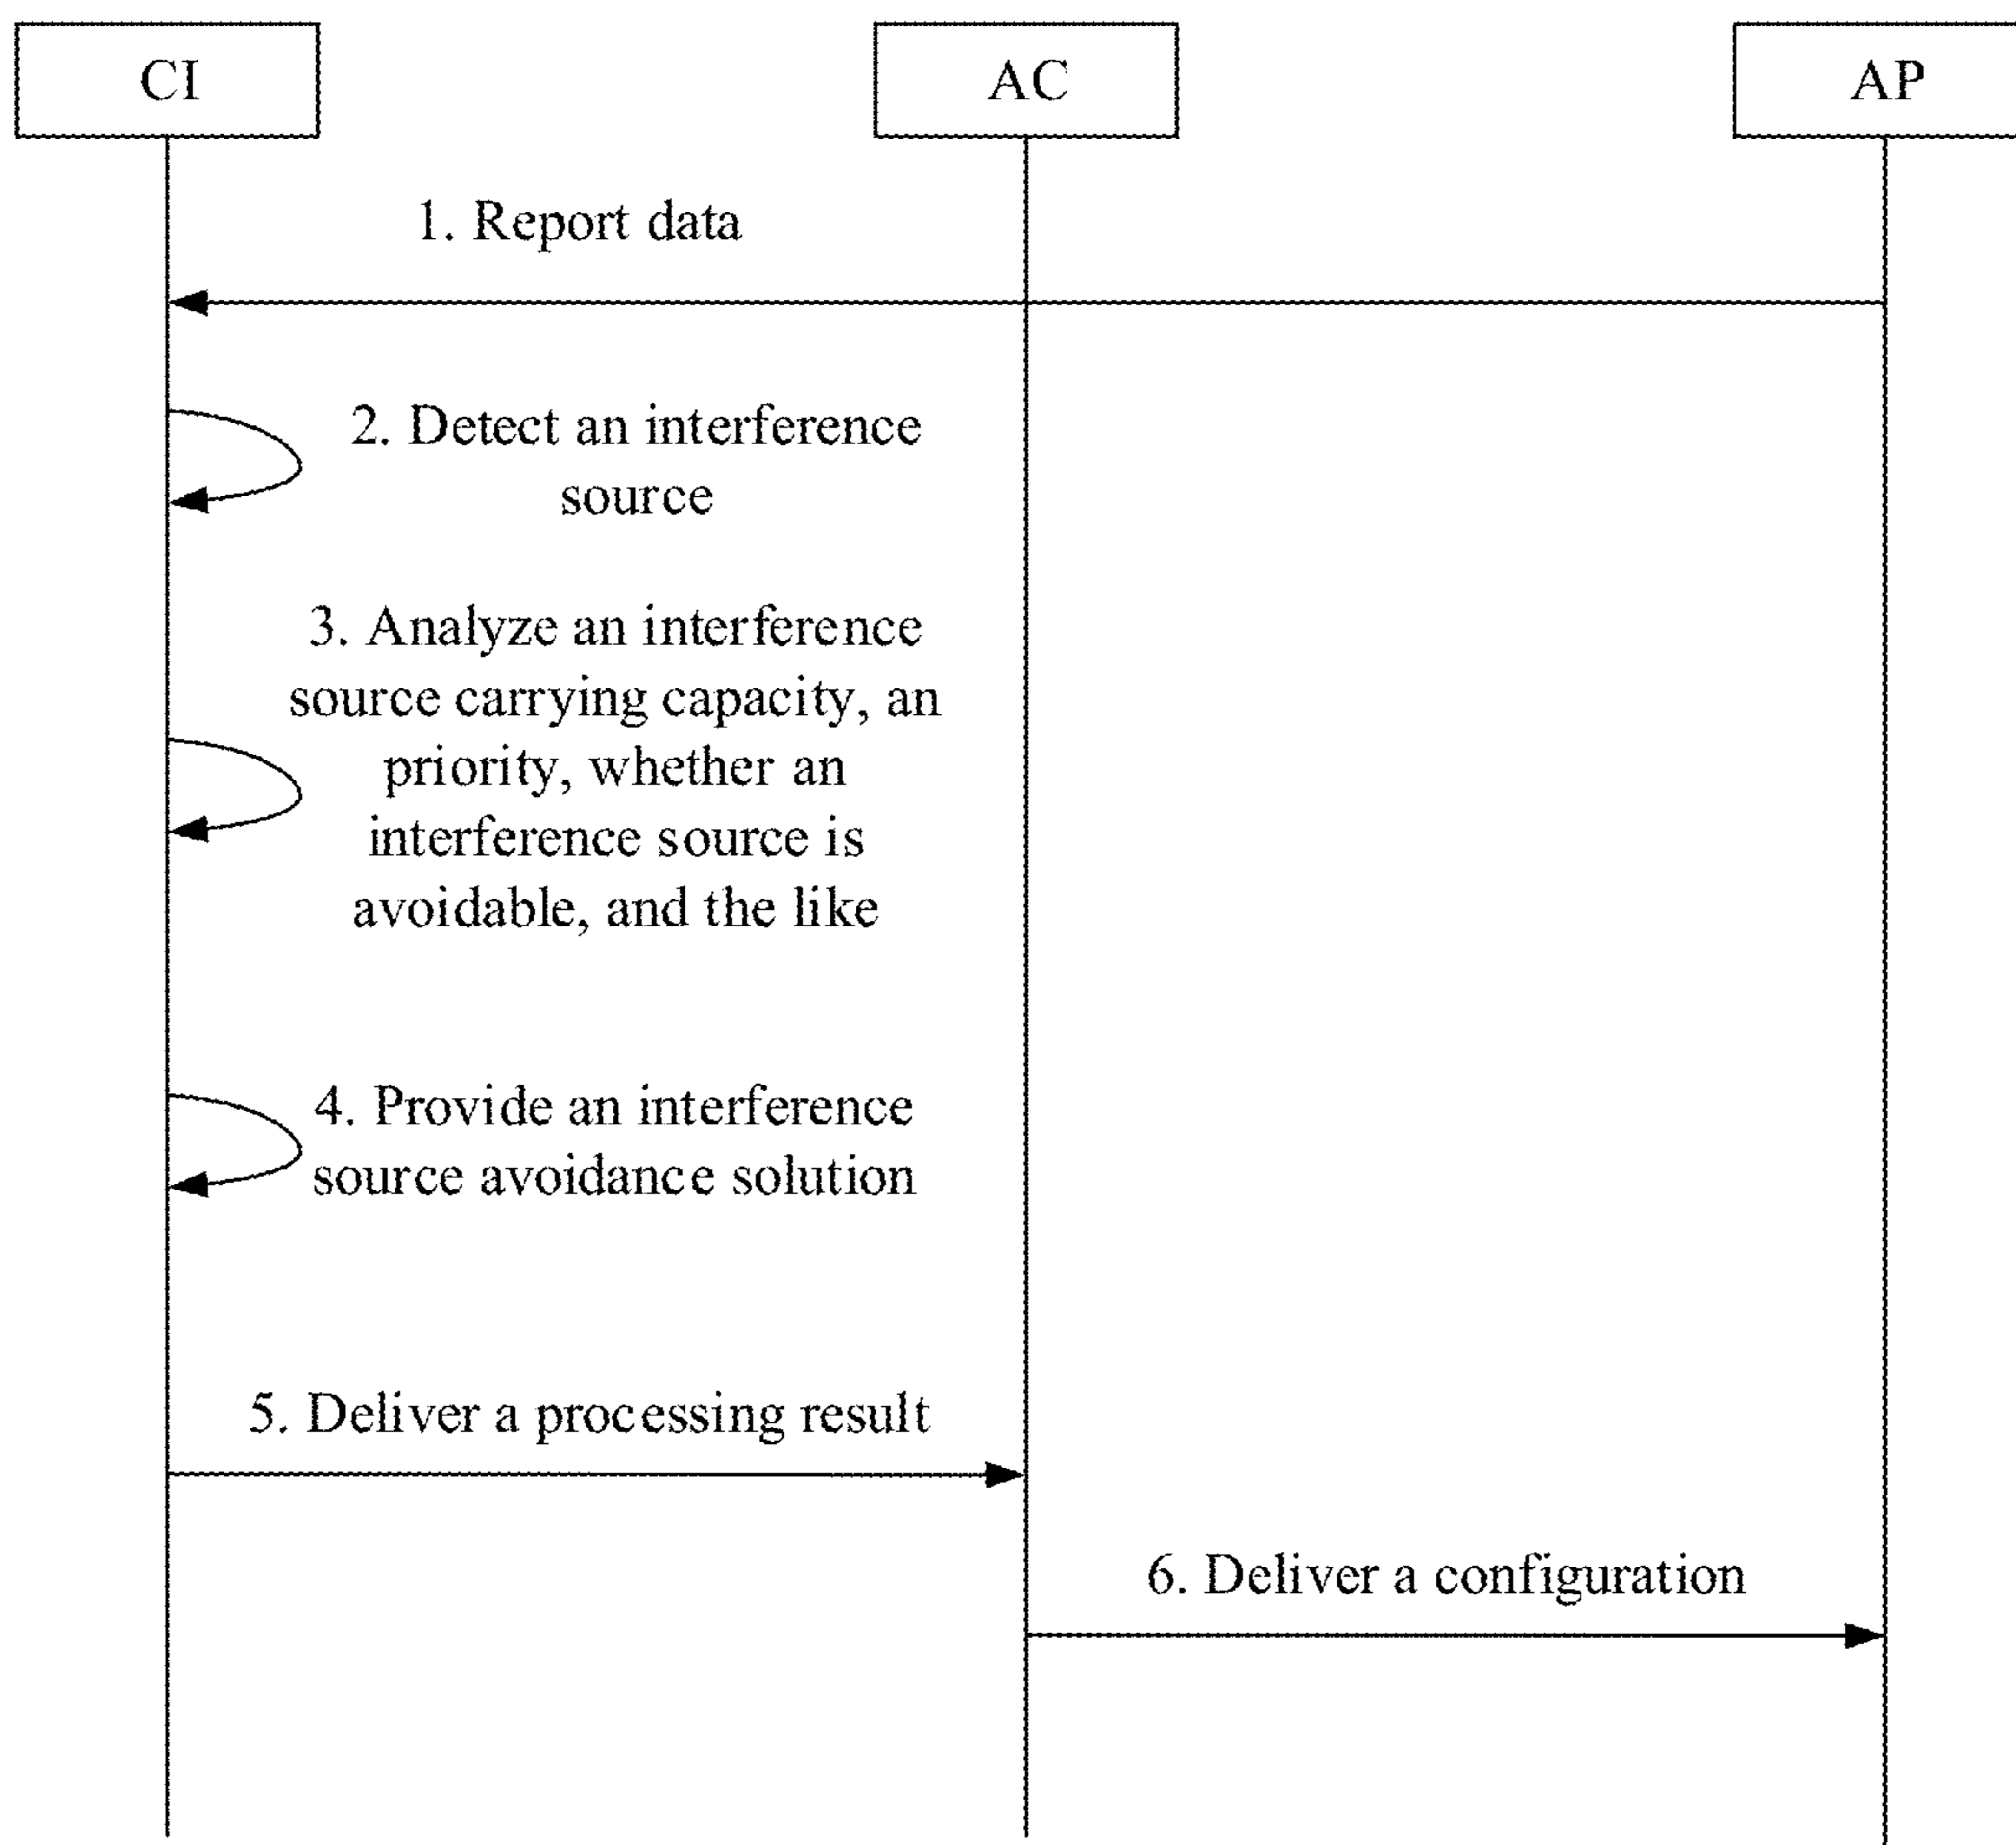 CI
AC
AP
1. Report data
2. Detect an interference
source
3. Analyze an interference
source carrying capacity, an
priority, whether an
interference source is
avoidable, and the like
4. Provide an interference
source avoidance solution
5. Deliver a processing result
6. Deliver a configuration